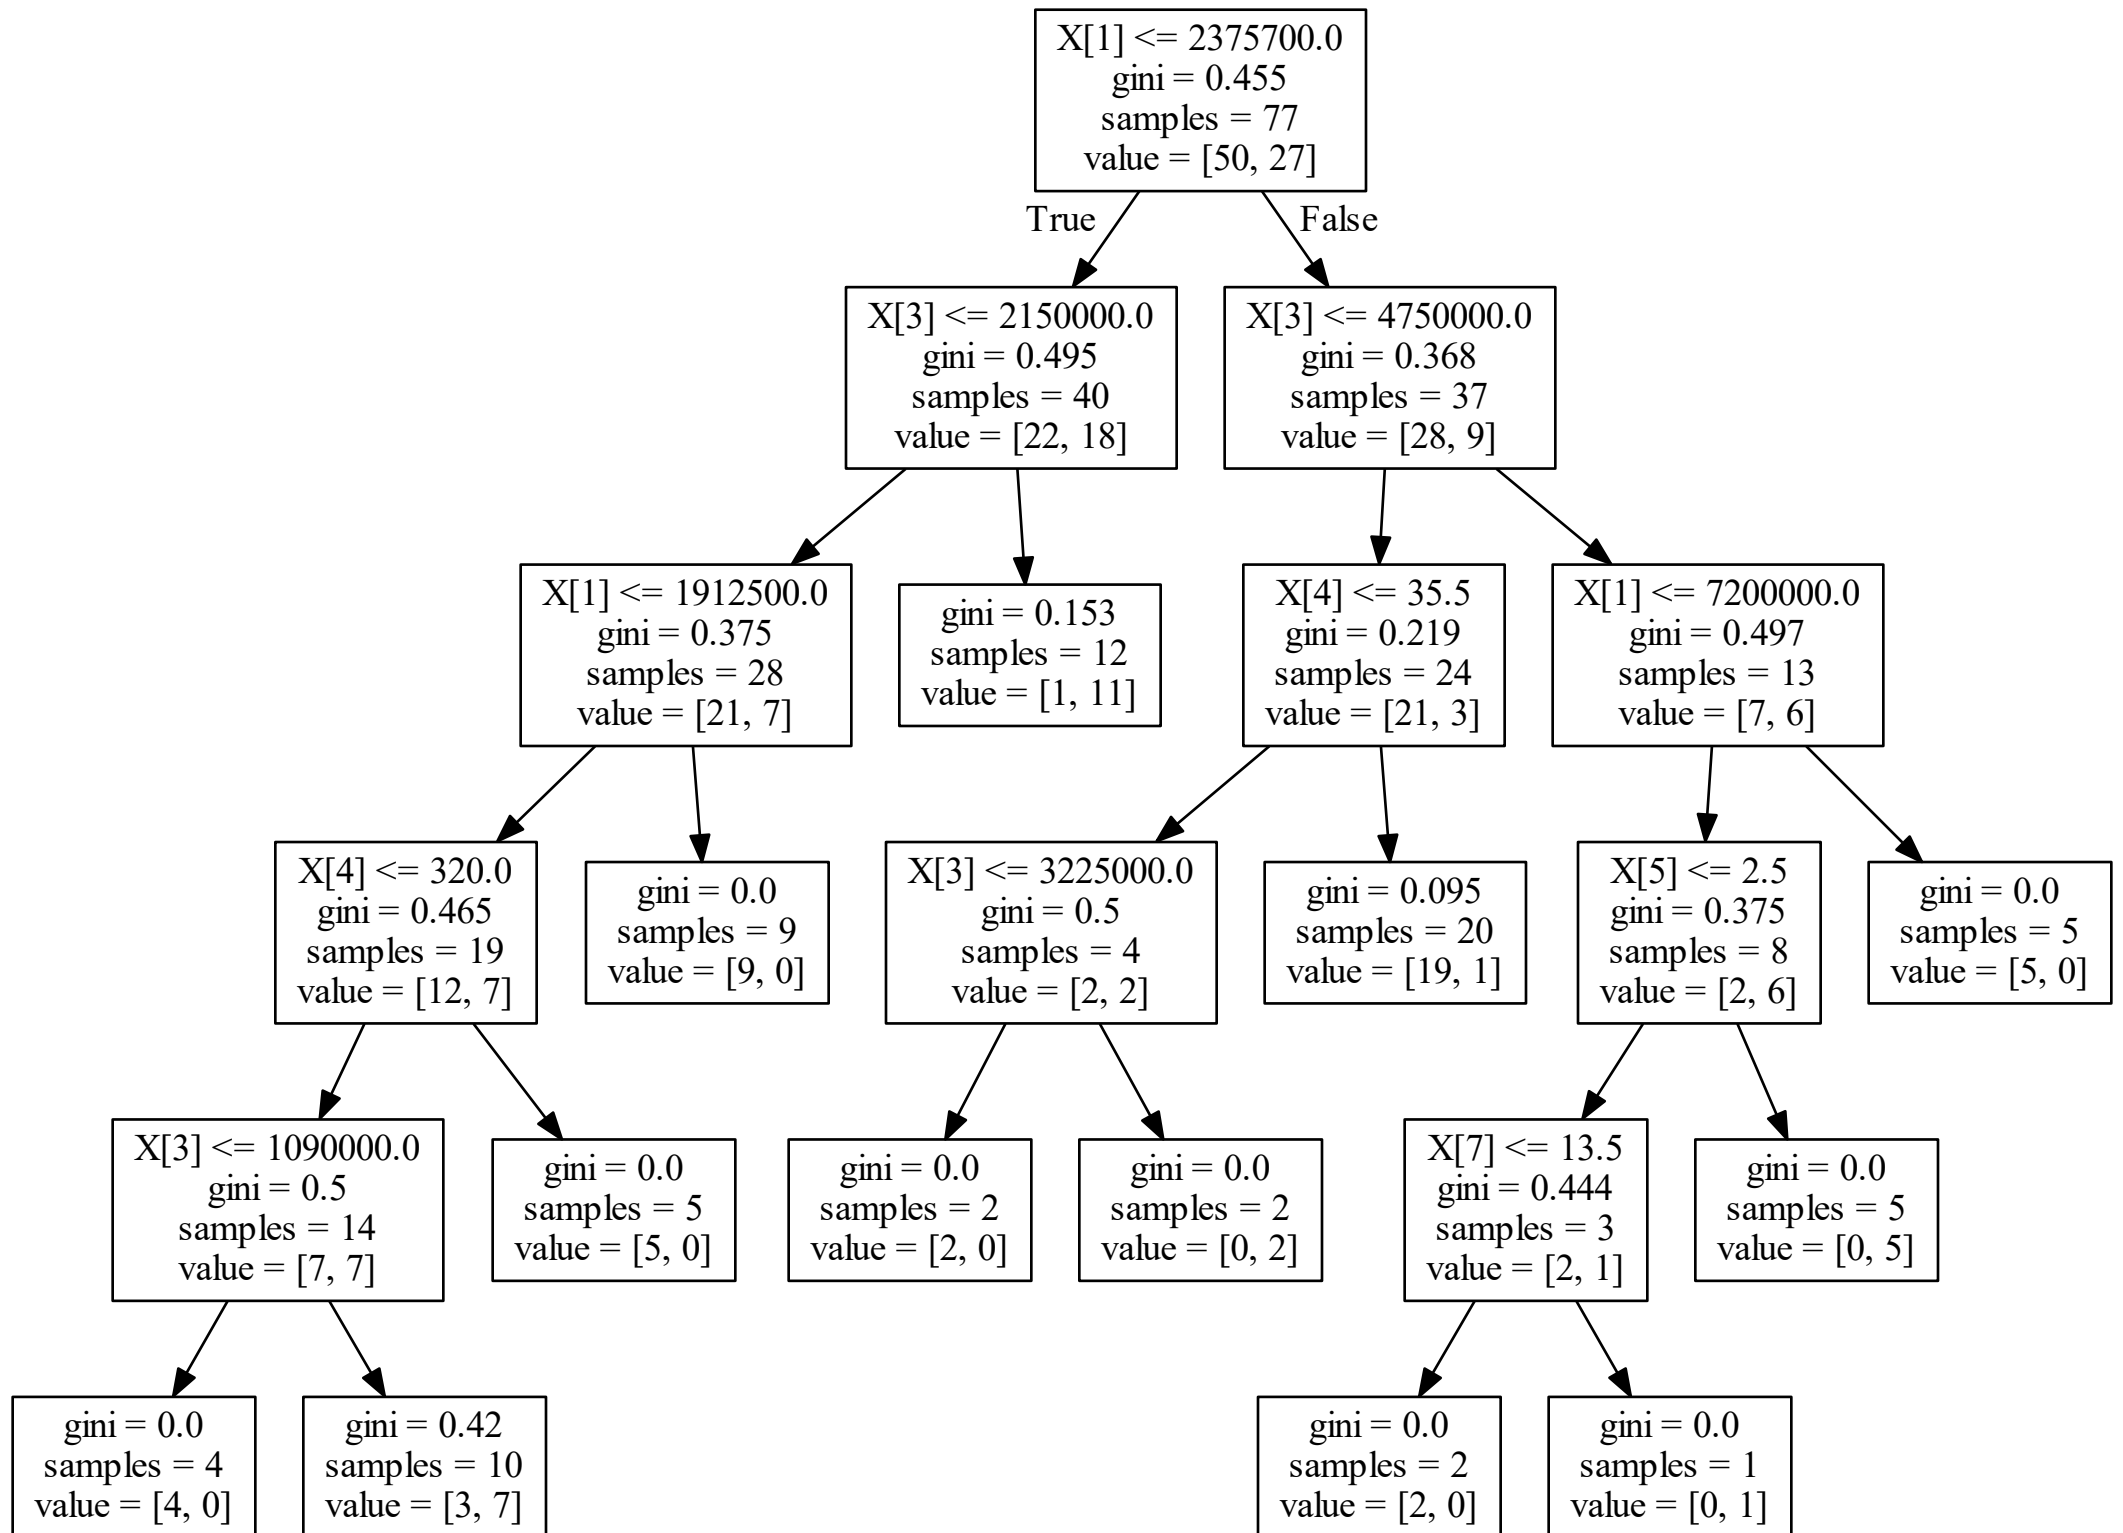 X[1] <= 2375700.0
gini = 0.455
samples = 77
value = [50, 27]
True
False
X[3] <= 2150000.0
gini = 0.495
samples = 40
value = [22, 18]
X[3] <= 4750000.0
gini = 0.368
samples = 37
value = [28, 9]
X[1] <= 1912500.0
gini = 0.375
samples = 28
value = [21, 7]
gini = 0.153
samples = 12
value = [1, 11]
X[4] <= 35.5
gini = 0.219
samples = 24
value = [21, 3]
X[1] <= 7200000.0
gini = 0.497
samples = 13
value = [7, 6]
X[4] <= 320.0
gini = 0.465
samples = 19
value = [12, 7]
gini = 0.0
samples = 9
value = [9, 0]
X[3] <= 3225000.0
gini = 0.5
samples = 4
value = [2, 2]
gini = 0.095
samples = 20
value = [19, 1]
X[5] <= 2.5
gini = 0.375
samples = 8
value = [2, 6]
gini = 0.0
samples = 5
value = [5, 0]
X[3] <= 1090000.0
gini = 0.5
samples = 14
value = [7, 7]
gini = 0.0
samples = 5
value = [5, 0]
gini = 0.0
samples = 2
value = [2, 0]
gini = 0.0
samples = 2
value = [0, 2]
X[7] <= 13.5
gini = 0.444
samples = 3
value = [2, 1]
gini = 0.0
samples = 5
value = [0, 5]
gini = 0.0
samples = 4
value = [4, 0]
gini = 0.42
samples = 10
value = [3, 7]
gini = 0.0
samples = 2
value = [2, 0]
gini = 0.0
samples = 1
value = [0, 1]